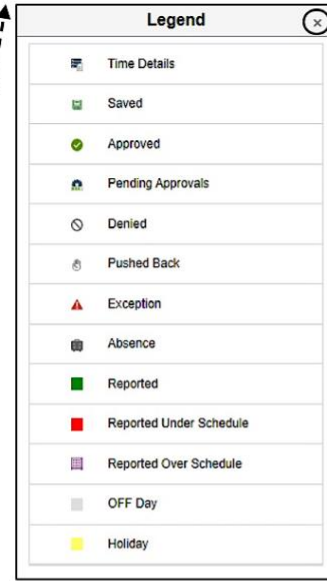 Legend
Time Details
Saved
Approved
Pending Approvals
Denied
Pushed Back
Exception
Absence
Reported
Reported Under Schedule
Reported Over Schedule
OFF Day
Holiday